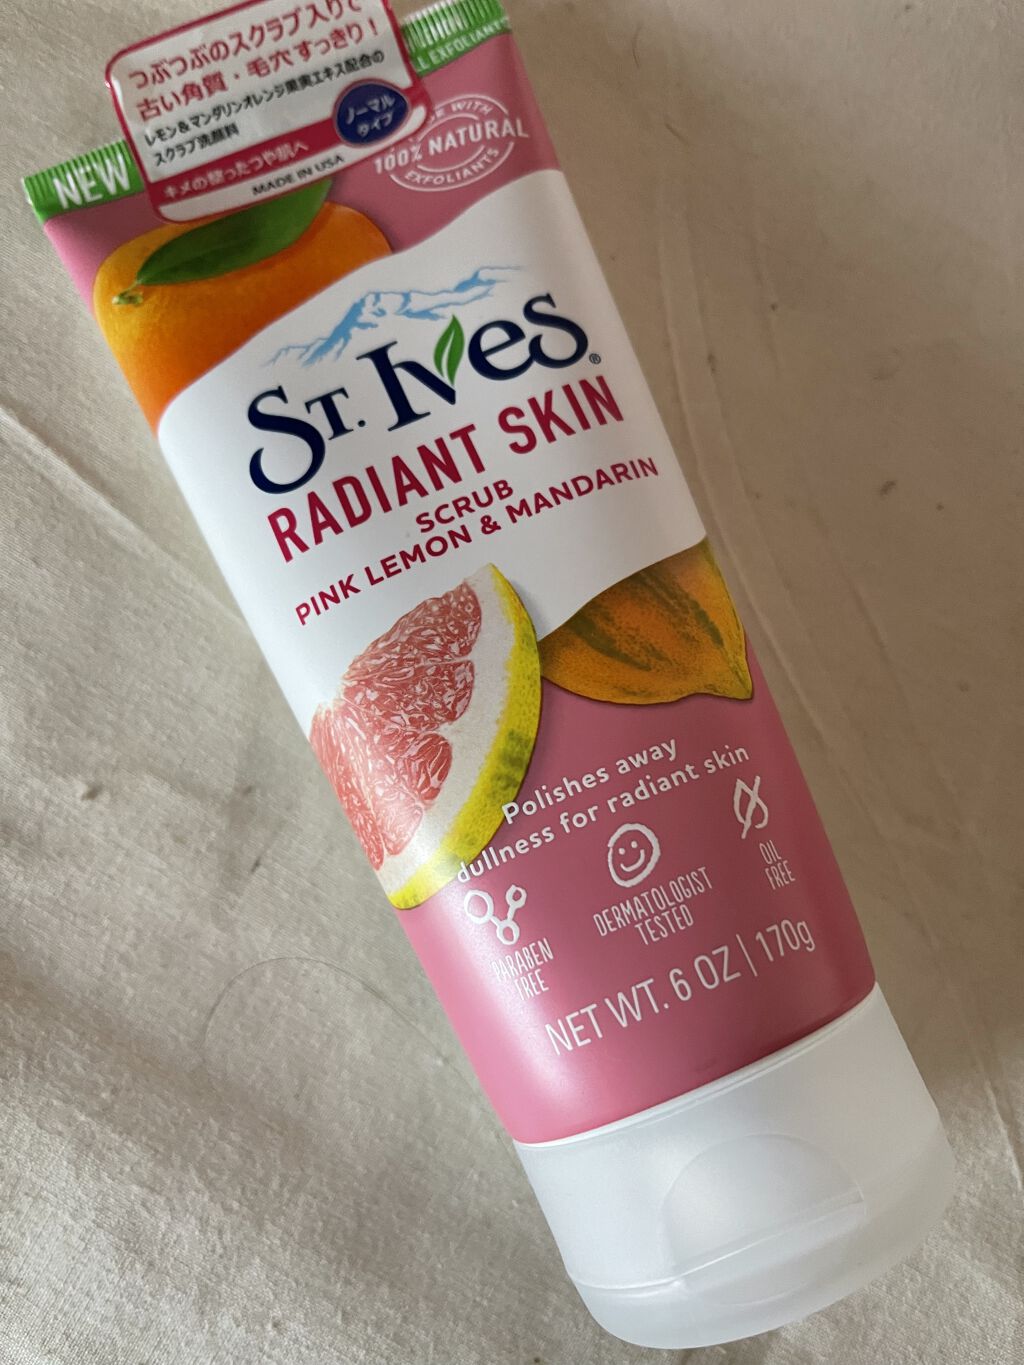 つぶつぶのスクラブ入りで
古い角質・毛穴すっきり!
レモン&マンダリンオレンジ果実エキス配合の
スクラブ洗顔料
ノーマル
タイプ
キメの整ったつや肌へ
MADE IN USA
NEW
EXFOLIANT
WITH
100% NATURAL
EXFOLIANTS
ST. IVES®
RADIANT SKIN
SCRUB
PINK LEMON & MANDARIN
Polishes away
dullness for radiant skin
PARABEN
FREE
DERMATOLOGIST
TESTED
OIL
FREE
NET WT. 6 OZ | 170g